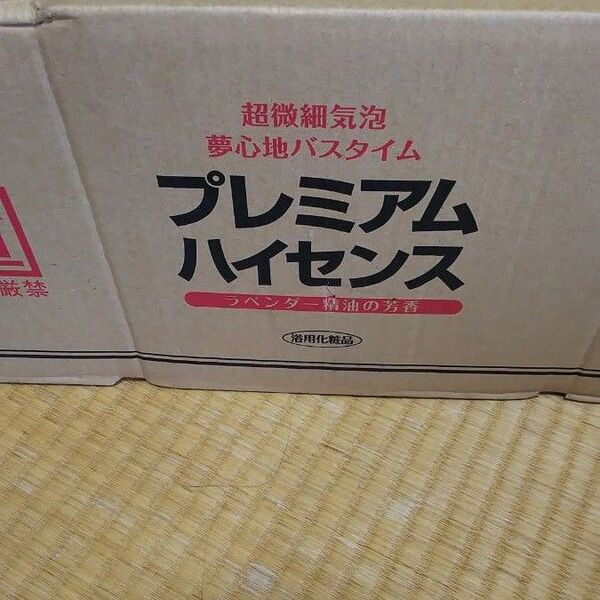 超微細気泡
夢心地バスタイム
プレミアム
ハイセンス
ラベンダー精油の芳香
浴用化粧品
厳禁